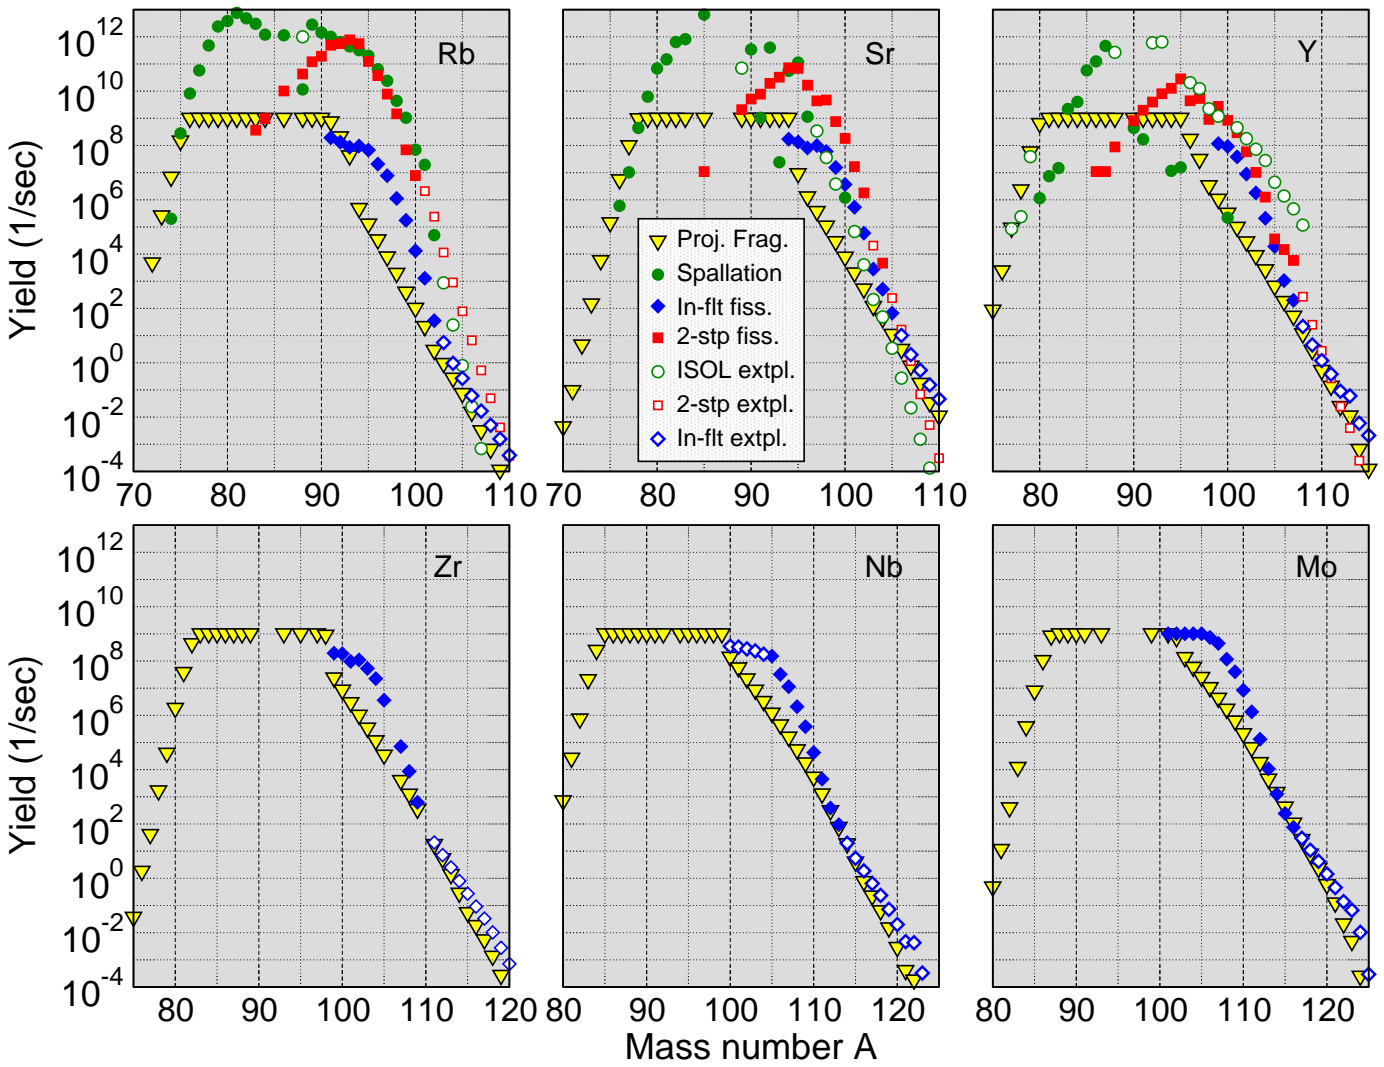 Yield (1/sec)
10^12
10^10
10^8
10^6
10^4
10^2
10^0
10^-2
10^-4
Rb
70 80 90 100 110
Sr
Proj. Frag.
Spallation
In-flt fiss.
2-stp fiss.
ISOL extpl.
2-stp extpl.
In-flt extpl.
70 80 90 100 110
Y
80 90 100 110
Yield (1/sec)
10^12
10^10
10^8
10^6
10^4
10^2
10^0
10^-2
10^-4
Zr
80 90 100 110 120
Nb
80 90 100 110 120
Mo
80 90 100 110 120
Mass number A